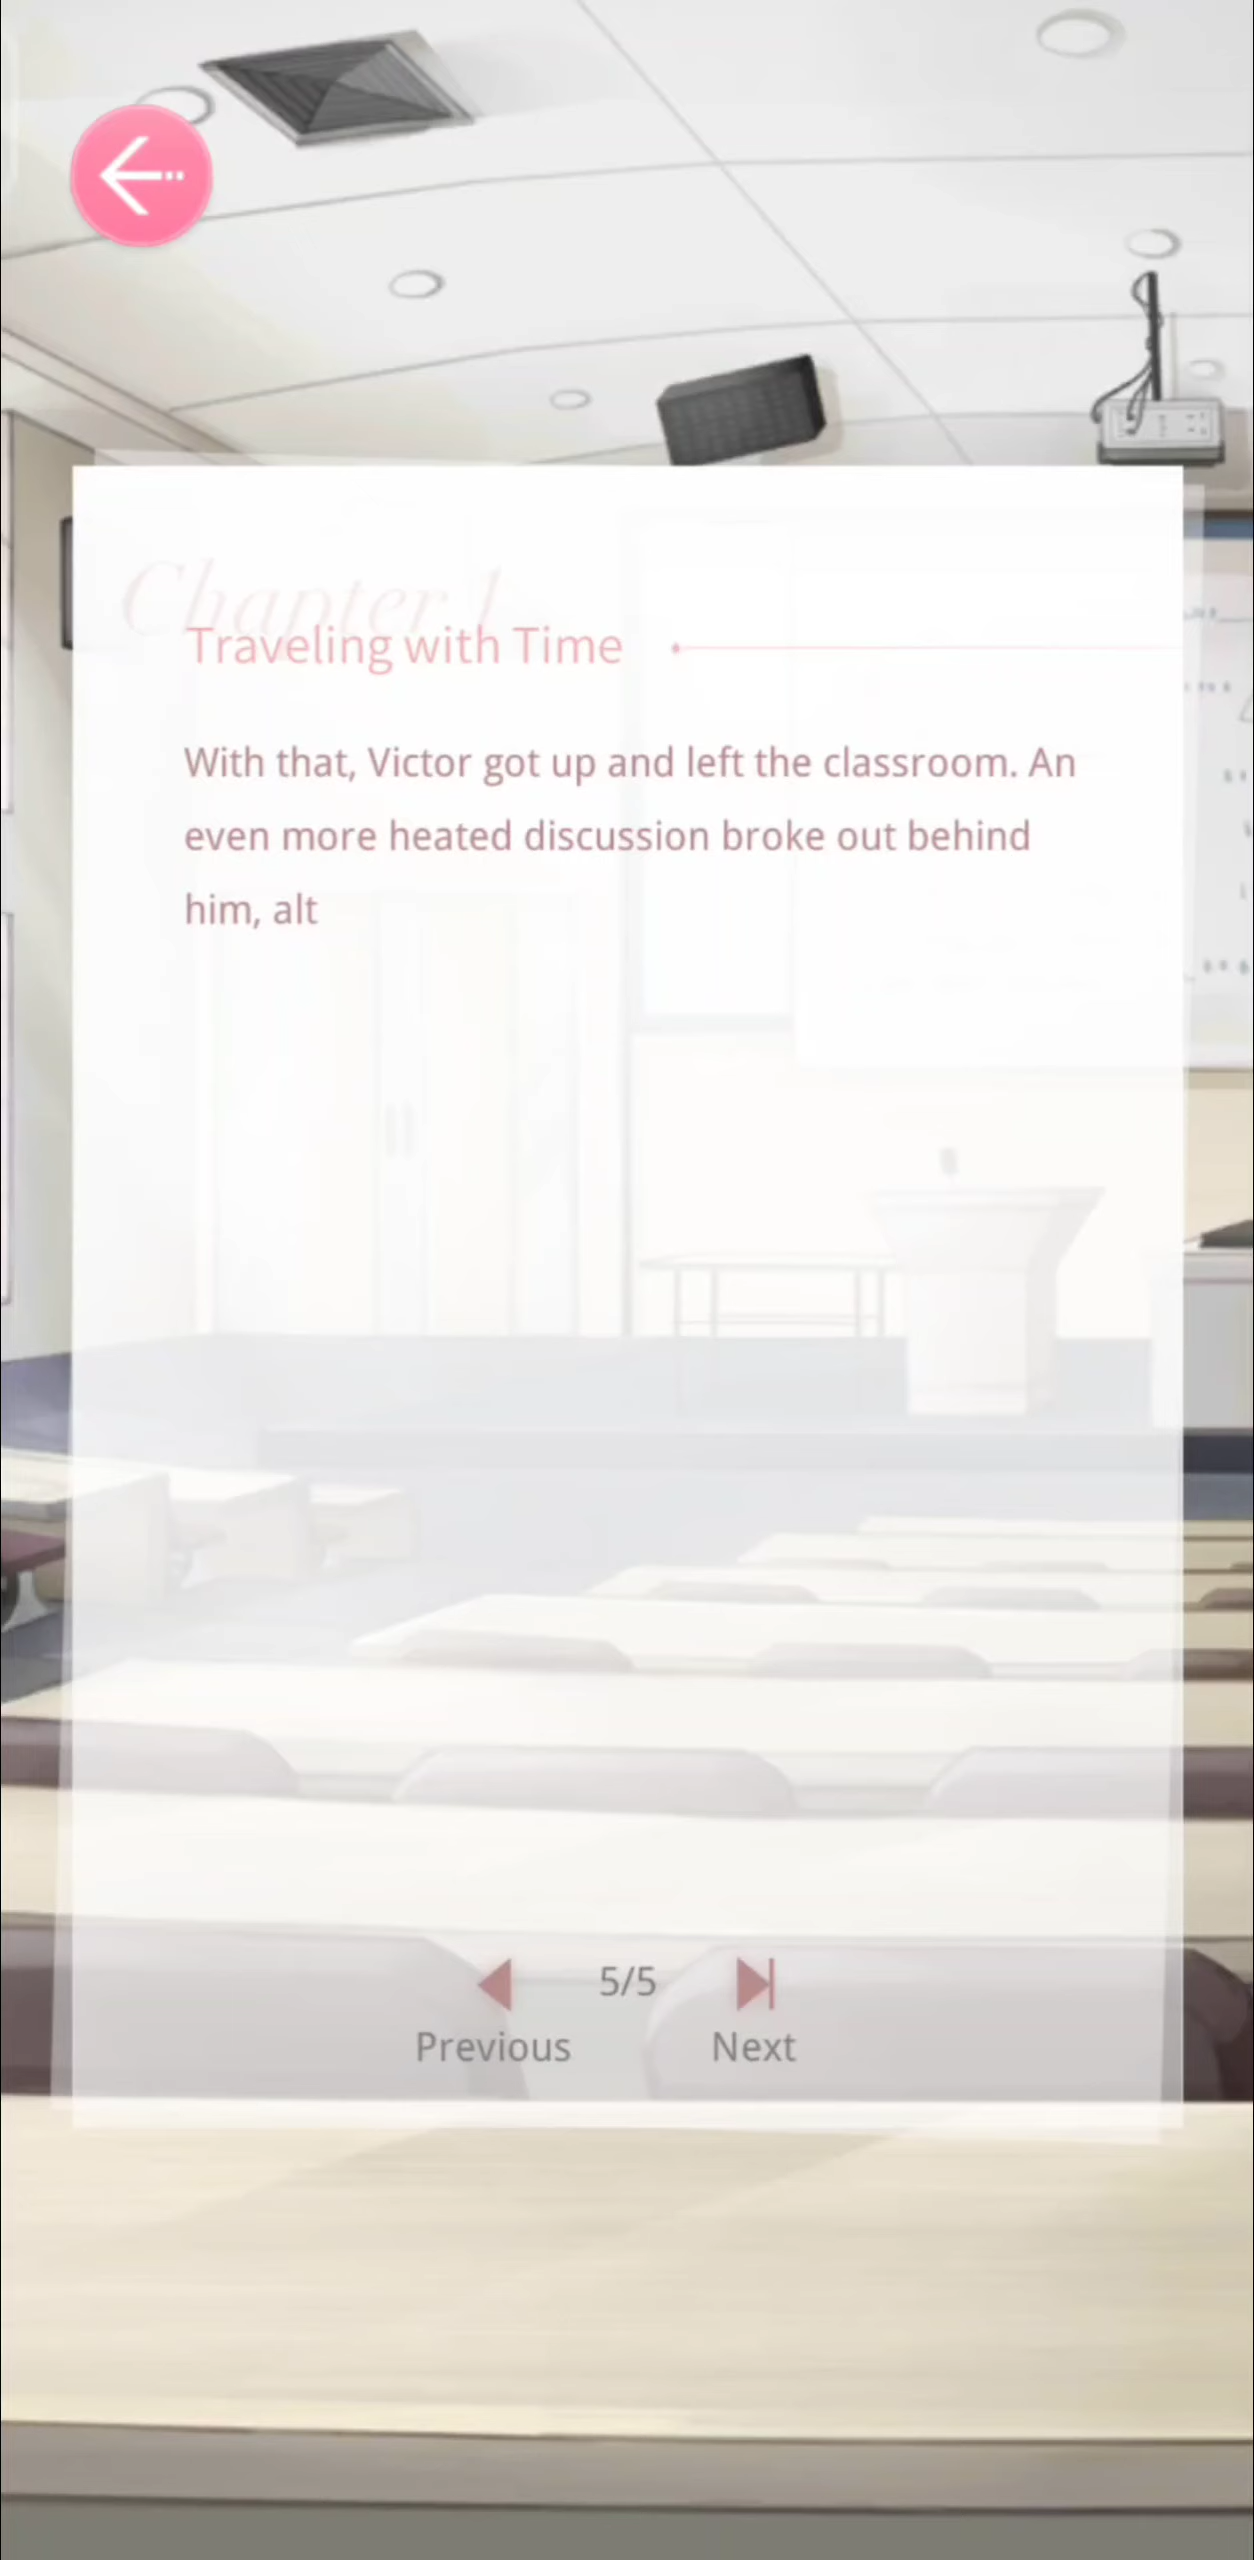 Chapter 1
Traveling with Time
With that, Victor got up and left the classroom. An
even more heated discussion broke out behind
him, alt
5/5
Previous
Next